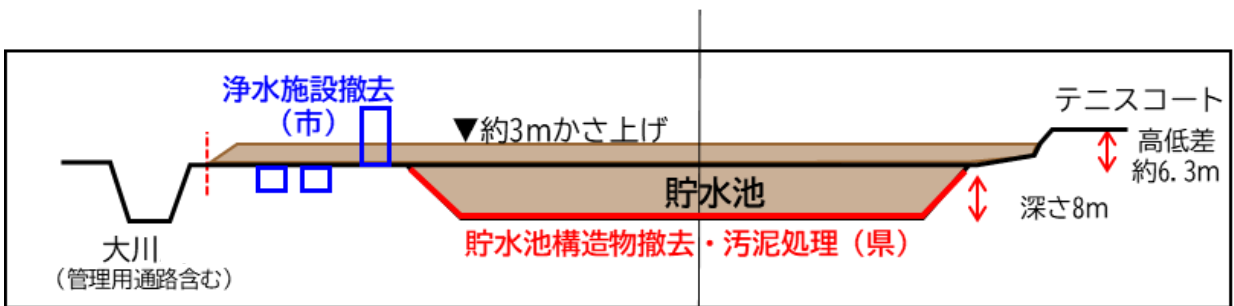 浄水施設撤去
（市）
▼約3mかさ上げ
テニスコート
高低差
約6.3m
貯水池
深さ8m
大川
（管理用通路含む）
貯水池構造物撤去・汚泥処理（県）